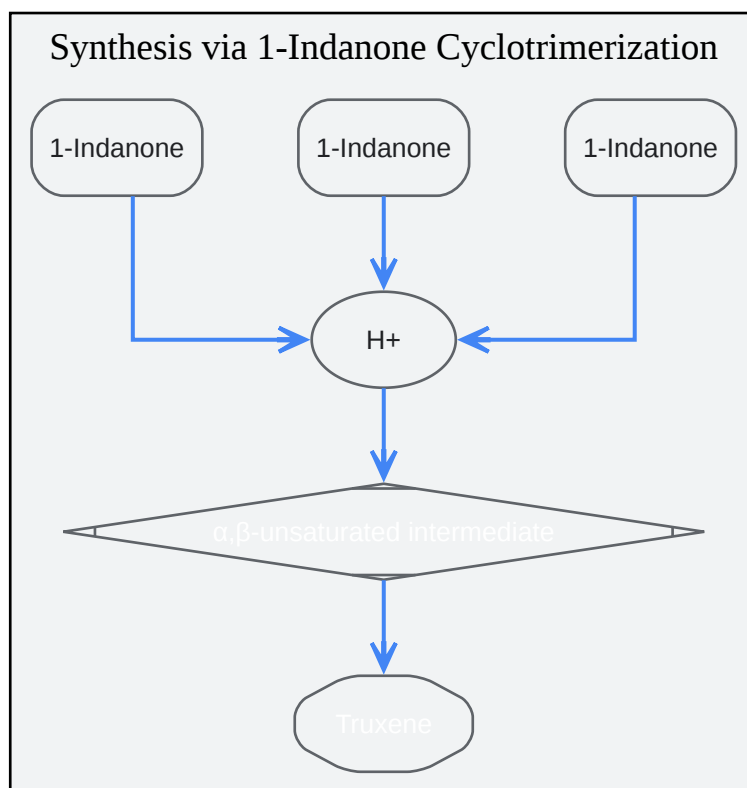 Synthesis via 1-Indanone Cyclotrimerization
1-Indanone
1-Indanone
1-Indanone
H+
α,β-unsaturated intermediate
Truxene